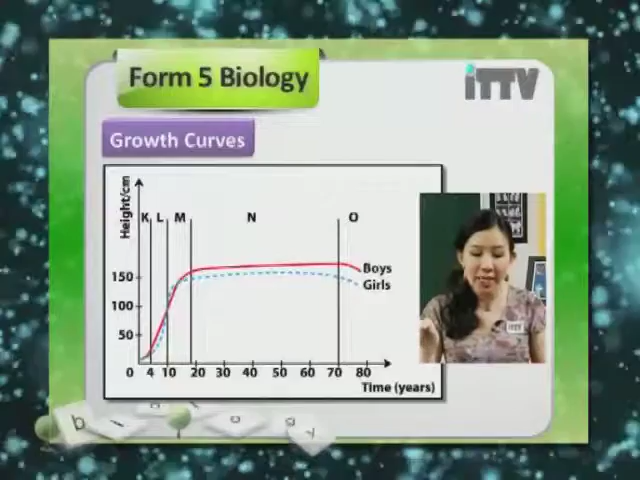 Form 5 Biology
iTTV
Growth Curves
Height/cm
K L M N O
150
100
50
Boys
Girls
0 4 10 20 30 40 50 60 70 80
Time (years)
iTTV
b